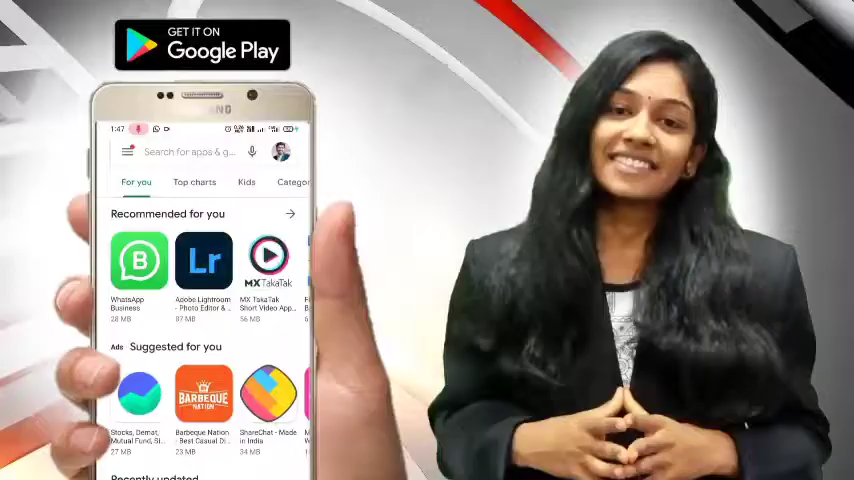 GET IT ON
Google Play
SAMSUNG
1:47
Search for apps & g...
For you Top charts Kids Categor
Recommended for you
WhatsApp Business 28 MB
Adobe Lightroom - Photo Editor &... 87 MB
MX TakaTak
MX TakaTak Short Video App... 56 MB
Ads Suggested for you
Stocks, Demat, Mutual Fund, Si... 27 MB
BARBEQUE NATION
Barbeque Nation - Best Casual Di... 23 MB
ShareChat - Made in India 34 MB
Recently updated